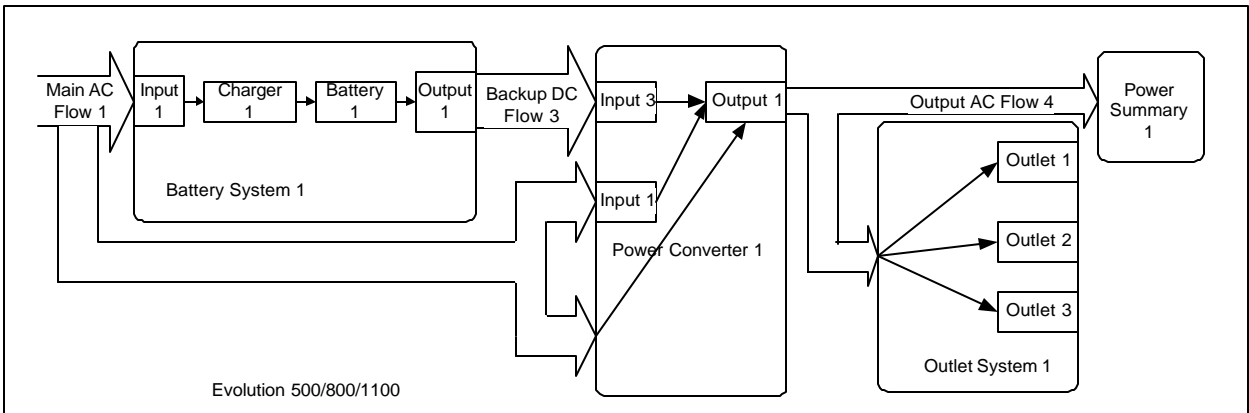 Main AC
Flow 1
Input
1
Charger
1
Battery
1
Output
1
Battery System 1
Backup DC
Flow 3
Input 3
Output 1
Input 1
Power Converter 1
Output AC Flow 4
Power
Summary
1
Outlet 1
Outlet 2
Outlet 3
Outlet System 1
Evolution 500/800/1100